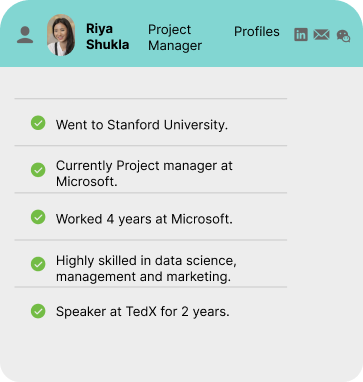 Riya
Shukla
Project
Manager
Profiles
Went to Stanford University.
Currently Project manager at
Microsoft.
Worked 4 years at Microsoft.
Highly skilled in data science,
management and marketing.
Speaker at TedX for 2 years.